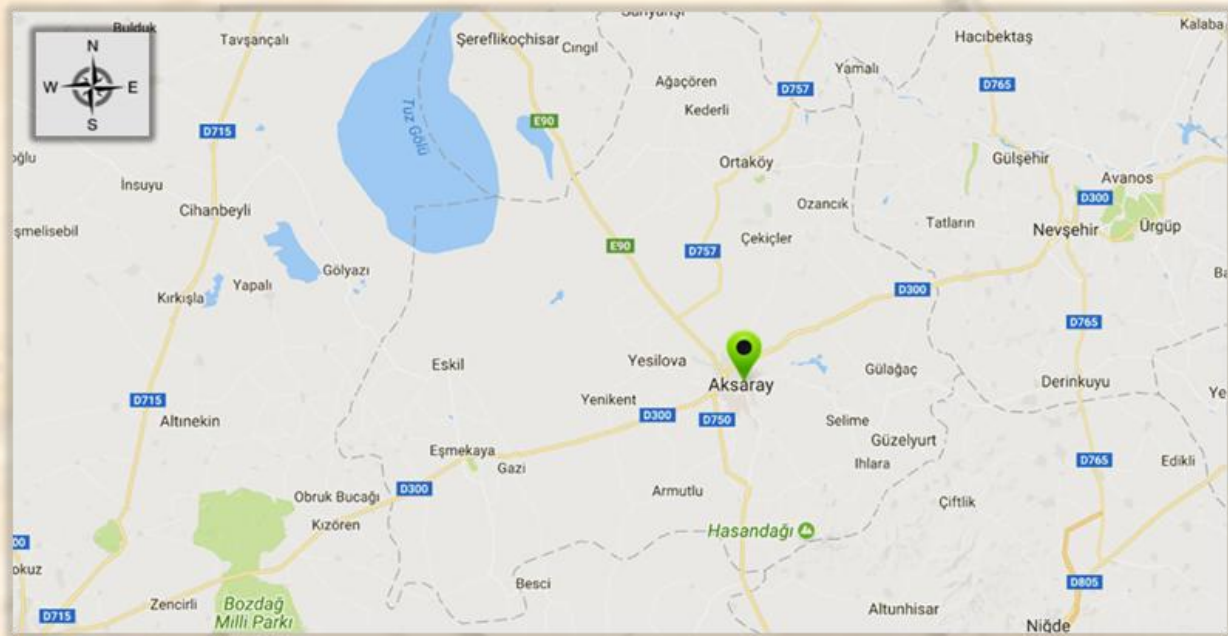 Bulduk
Tavşançalı
Şereflikoçhisar
Cıngıl
Hacıbektaş
Kalaba
N
W
E
S
Ağaçören
Yamalı
D757
D765
Kederli
Tuz Gölü
E90
D715
Ortaköy
Gülşehir
Avanos
İnsuyu
Cihanbeyli
Ozancık
D300
Tatların
Nevşehir
Ürgüp
şmelisebil
Çekiçler
E90
D757
Gölyazı
Yapalı
Kırkışla
D300
D765
Yesilova
Eskil
Aksaray
Gülağaç
Derinkuyu
Ye
D715
Yenikent
D300
D750
Altınekin
Selime
Güzelyurt
Eşmekaya
Gazi
Ihlara
D765
Edikli
D300
Obruk Bucağı
Armutlu
Çiftlik
Kızören
Hasandağı
00
okuz
Besci
D805
Zencirli
Bozdağ
Milli Parkı
D715
Altunhisar
Niğde